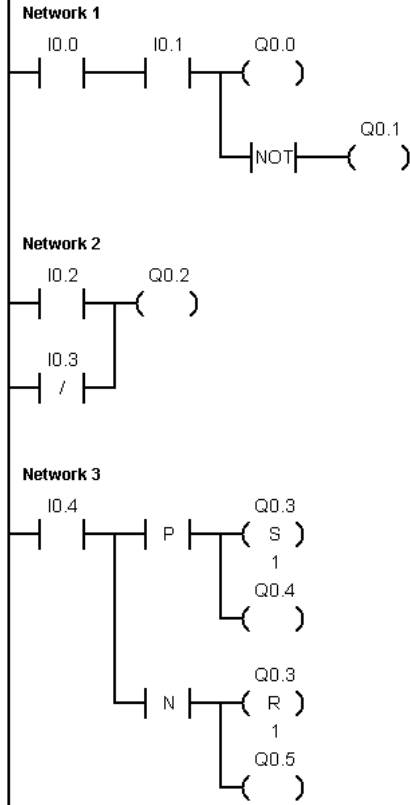 Network 1
I0.0 I0.1 Q0.0
Q0.1
NOT
Network 2
I0.2 Q0.2
I0.3
/
Network 3
I0.4 Q0.3
P S
1
Q0.4
Q0.3
N R
1
Q0.5